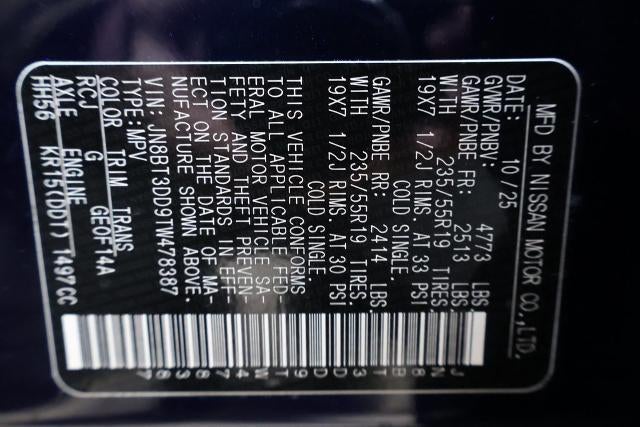 MFD BY NISSAN MOTOR CO.,LTD.
DATE: 10/25
GVWR/PNBV: 4773 LBS.
GAWR/PNBE FR: 2513 LBS.
WITH 235/55R19 TIRES.
19X7 1/2J RIMS. AT 33 PSI
COLD SINGLE.
GAWR/PNBE RR: 2414 LBS.
WITH 235/55R19 TIRES.
19X7 1/2J RIMS. AT 30 PSI
COLD SINGLE.
THIS VEHICLE CONFORMS
TO ALL APPLICABLE FED
ERAL MOTOR VEHICLE SA-
FETY AND THEFT PREVEN-
TION STANDARDS IN EFF-
ECT ON THE DATE OF MA-
NUFACTURE SHOWN ABOVE.
VIN: JN8BT3DD9TW478387
TYPE:MPV
COLOR TRIM TRANS
RCJ G GE0F14A
AXLE ENGINE
HH56 KR15(DDT) 1497CC
JN8BT3DD9TW478387